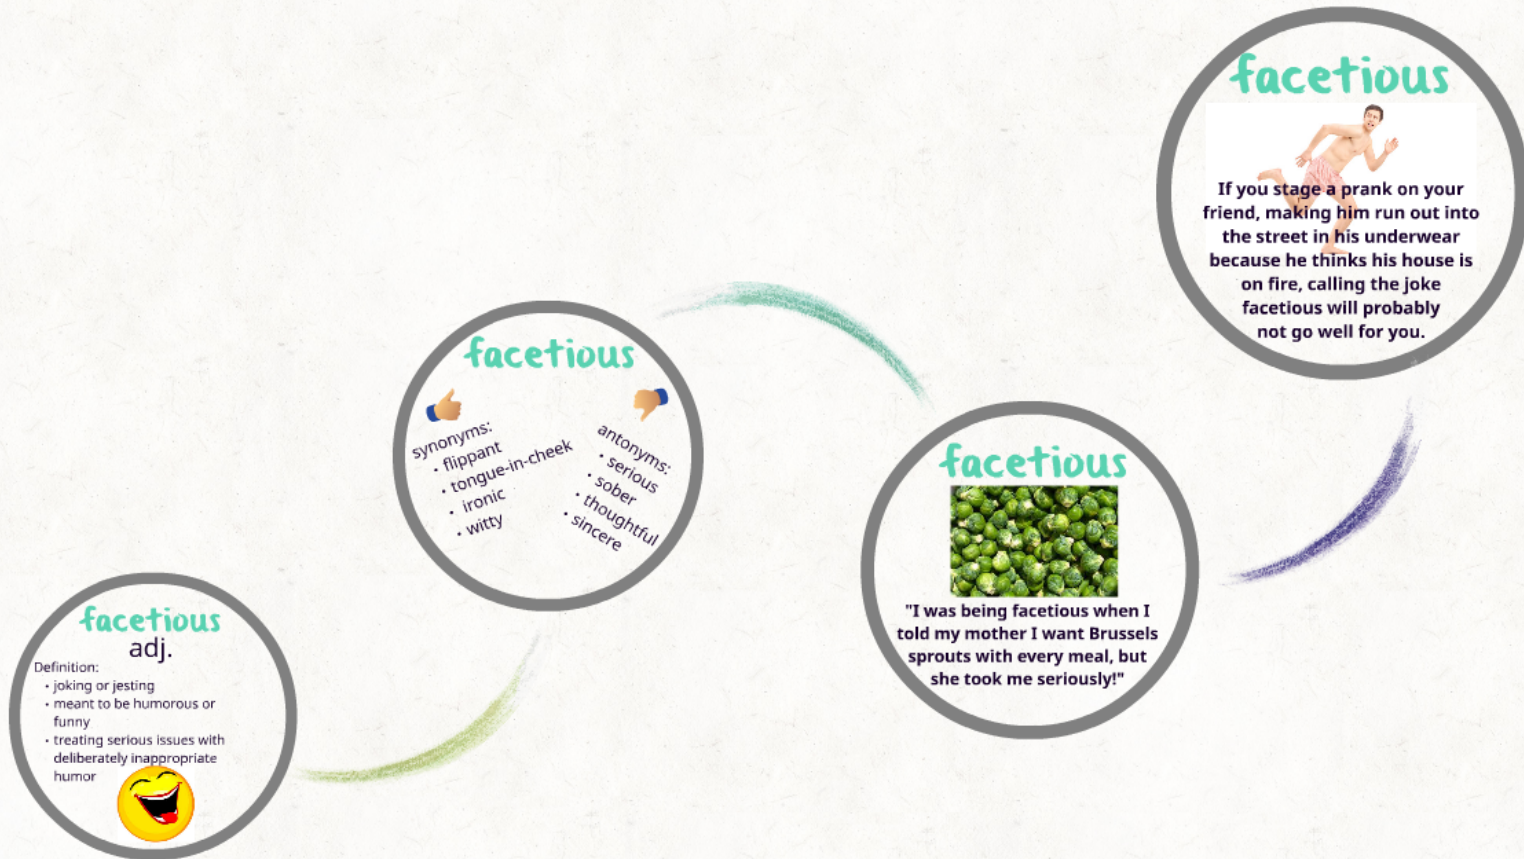 facetious
adj.
Definition:
• joking or jesting
• meant to be humorous or
funny
• treating serious issues with
deliberately inappropriate
humor
facetious
synonyms:
• flippant
• tongue-in-cheek
• ironic
• witty
antonyms:
• serious
• sober
• thoughtful
• sincere
facetious
"I was being facetious when I
told my mother I want Brussels
sprouts with every meal, but
she took me seriously!"
facetious
If you stage a prank on your
friend, making him run out into
the street in his underwear
because he thinks his house is
on fire, calling the joke
facetious will probably
not go well for you.